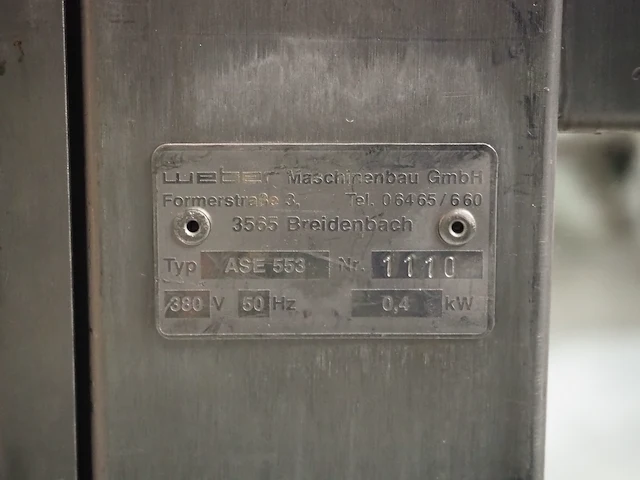 weber Maschinenbau GmbH
Formerstraße 3. Tel. 06465/660
3565 Breidenbach
Typ ASE 553 Nr. 1110
380 V 50 Hz 0,4 kW